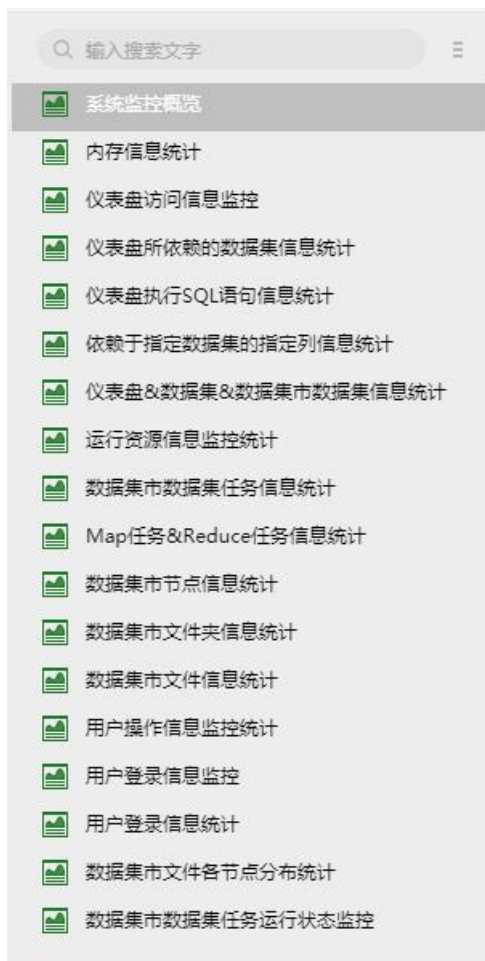 输入搜索文字
系统监控概览
内存信息统计
仪表盘访问信息监控
仪表盘所依赖的数据集信息统计
仪表盘执行SQL语句信息统计
依赖于指定数据集的指定列信息统计
仪表盘&数据集&数据集市数据集信息统计
运行资源信息监控统计
数据集市数据集任务信息统计
Map任务&Reduce任务信息统计
数据集市节点信息统计
数据集市文件夹信息统计
数据集市文件信息统计
用户操作信息监控统计
用户登录信息监控
用户登录信息统计
数据集市文件各节点分布统计
数据集市数据集任务运行状态监控